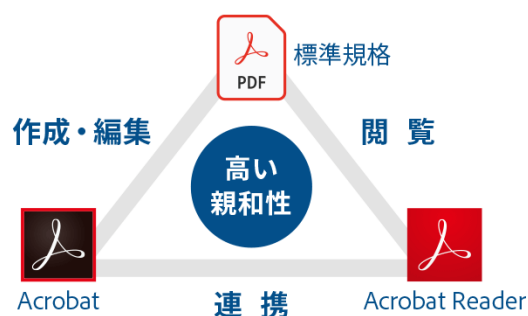 PDF
標準規格
作成・編集
閲覧
高い
親和性
Acrobat
連携
Acrobat Reader